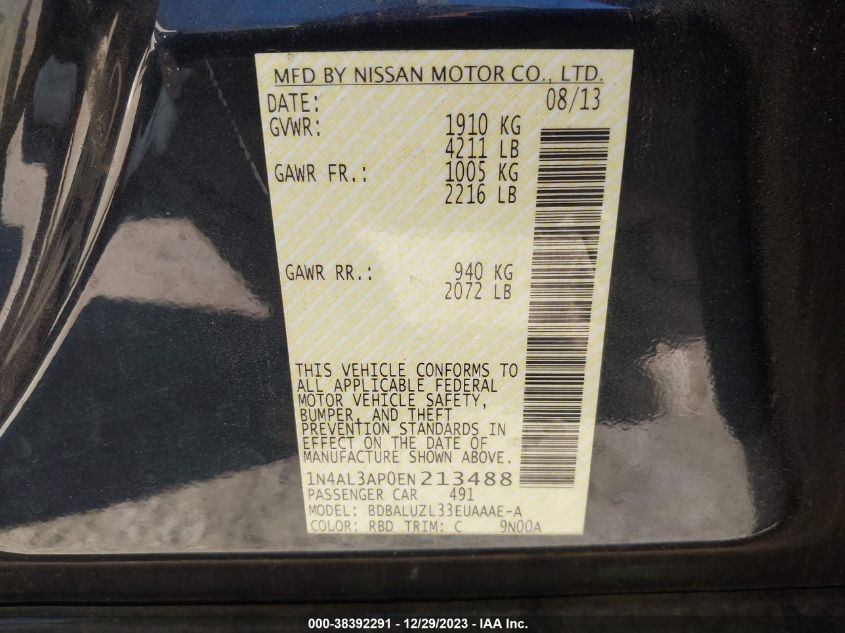 MFD BY NISSAN MOTOR CO., LTD.
DATE: 08/13
GVWR: 1910 KG
4211 LB
GAWR FR.: 1005 KG
2216 LB
GAWR RR.: 940 KG
2072 LB
THIS VEHICLE CONFORMS TO
ALL APPLICABLE FEDERAL
MOTOR VEHICLE SAFETY,
BUMPER, AND THEFT
PREVENTION STANDARDS IN
EFFECT ON THE DATE OF
MANUFACTURE SHOWN ABOVE.
1N4AL3AP0EN213488
PASSENGER CAR 491
MODEL: BDBALUZL33EUAAAE-A
COLOR: RBD TRIM: C 9N00A
000-38392291 - 12/29/2023 - IAA Inc.